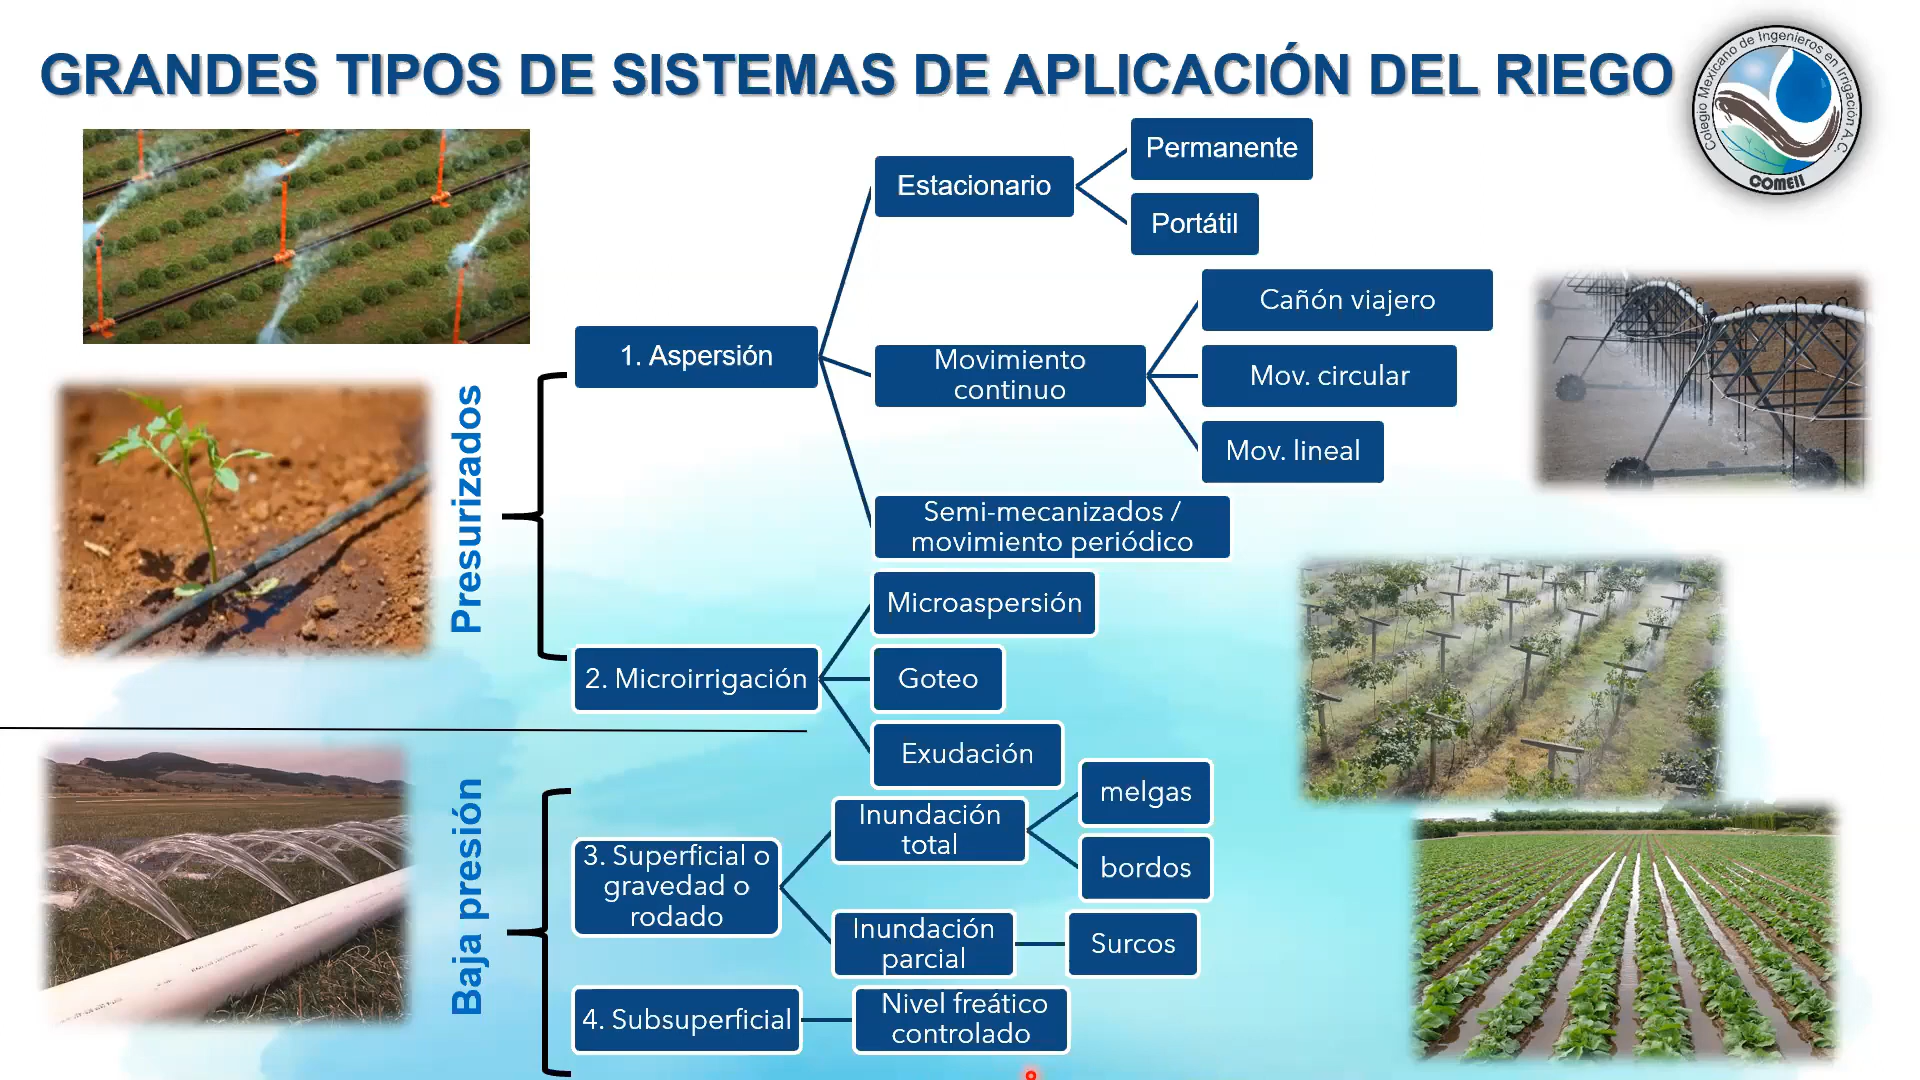 GRANDES TIPOS DE SISTEMAS DE APLICACIÓN DEL RIEGO
Colegio Mexicano de Ingenieros en Irrigación A.C.
COMEII
Presurizados
1. Aspersión
Estacionario
Permanente
Portátil
Movimiento
continuo
Cañón viajero
Mov. circular
Mov. lineal
Semi-mecanizados /
movimiento periódico
2. Microirrigación
Microaspersión
Goteo
Exudación
Baja presión
3. Superficial o
gravedad o
rodado
Inundación
total
melgas
bordos
Inundación
parcial
Surcos
4. Subsuperficial
Nivel freático
controlado